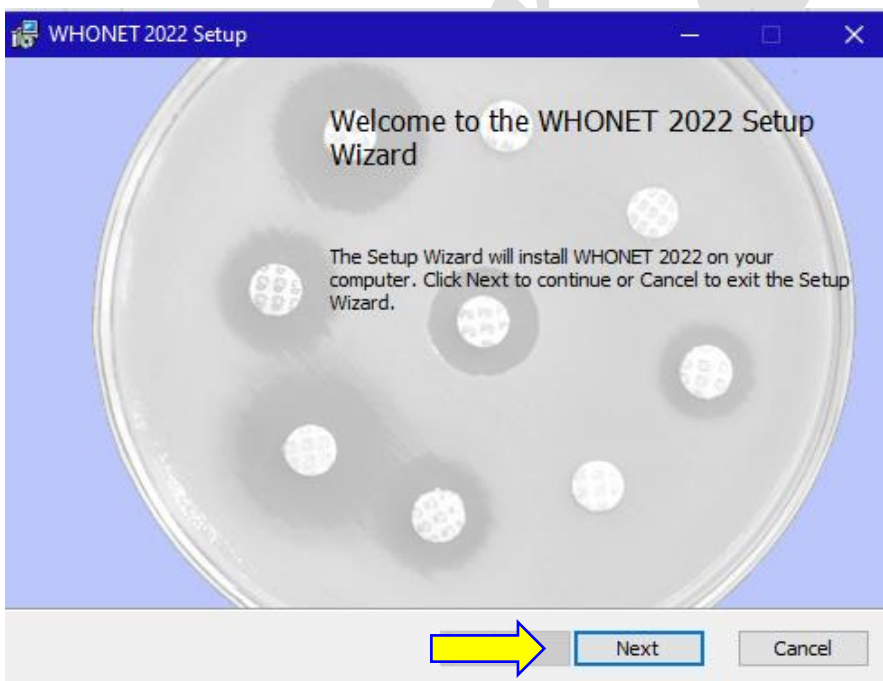 WHONET 2022 Setup
Welcome to the WHONET 2022 Setup
Wizard
The Setup Wizard will install WHONET 2022 on your
computer. Click Next to continue or Cancel to exit the Setup
Wizard.
Next
Cancel